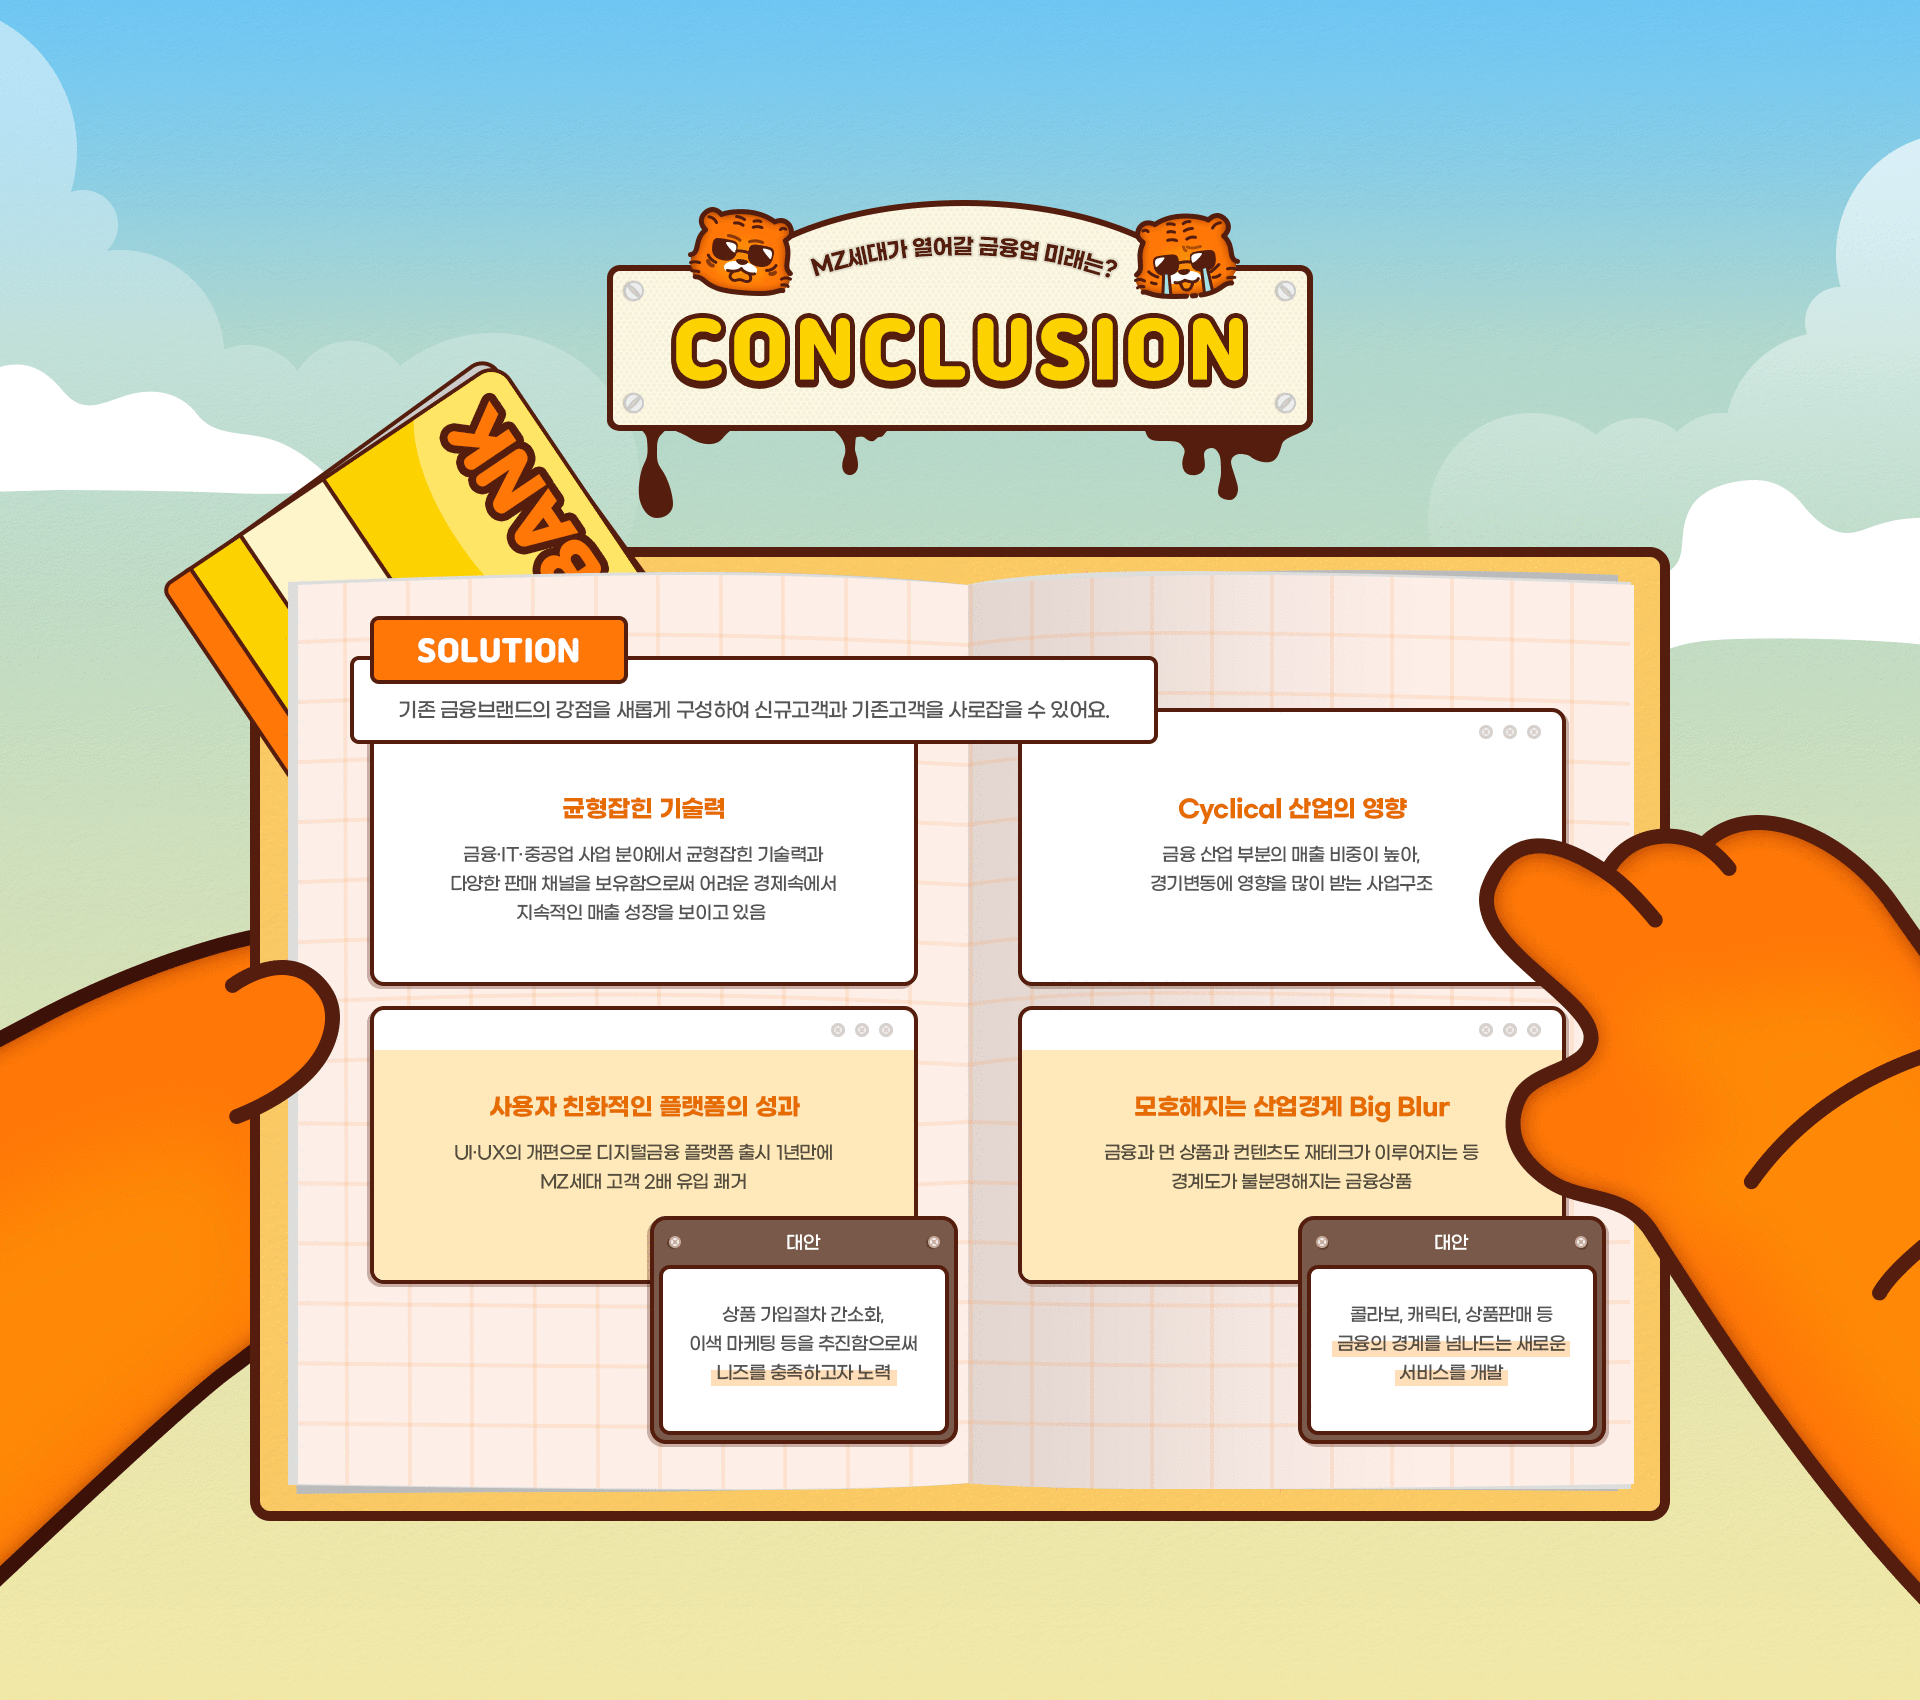 MZ세대가 열어갈 금융업 미래는?
CONCLUSION
BANK
SOLUTION
기존 금융브랜드의 강점을 새롭게 구성하여 신규고객과 기존고객을 사로잡을 수 있어요.
균형잡힌 기술력
금융·IT·중공업 사업 분야에서 균형잡힌 기술력과
다양한 판매 채널을 보유함으로써 어려운 경제속에서
지속적인 매출 성장을 보이고 있음
Cyclical 산업의 영향
금융 산업 부분의 매출 비중이 높아,
경기변동에 영향을 많이 받는 사업구조
사용자 친화적인 플랫폼의 성과
UI·UX의 개편으로 디지털금융 플랫폼 출시 1년만에
MZ세대 고객 2배 유입 쾌거
대안
상품 가입절차 간소화,
이색 마케팅 등을 추진함으로써
니즈를 충족하고자 노력
모호해지는 산업경계 Big Blur
금융과 먼 상품과 컨텐츠도 재테크가 이루어지는 등
경계도가 불분명해지는 금융상품
대안
콜라보, 캐릭터, 상품판매 등
금융의 경계를 넘나드는 새로운
서비스를 개발